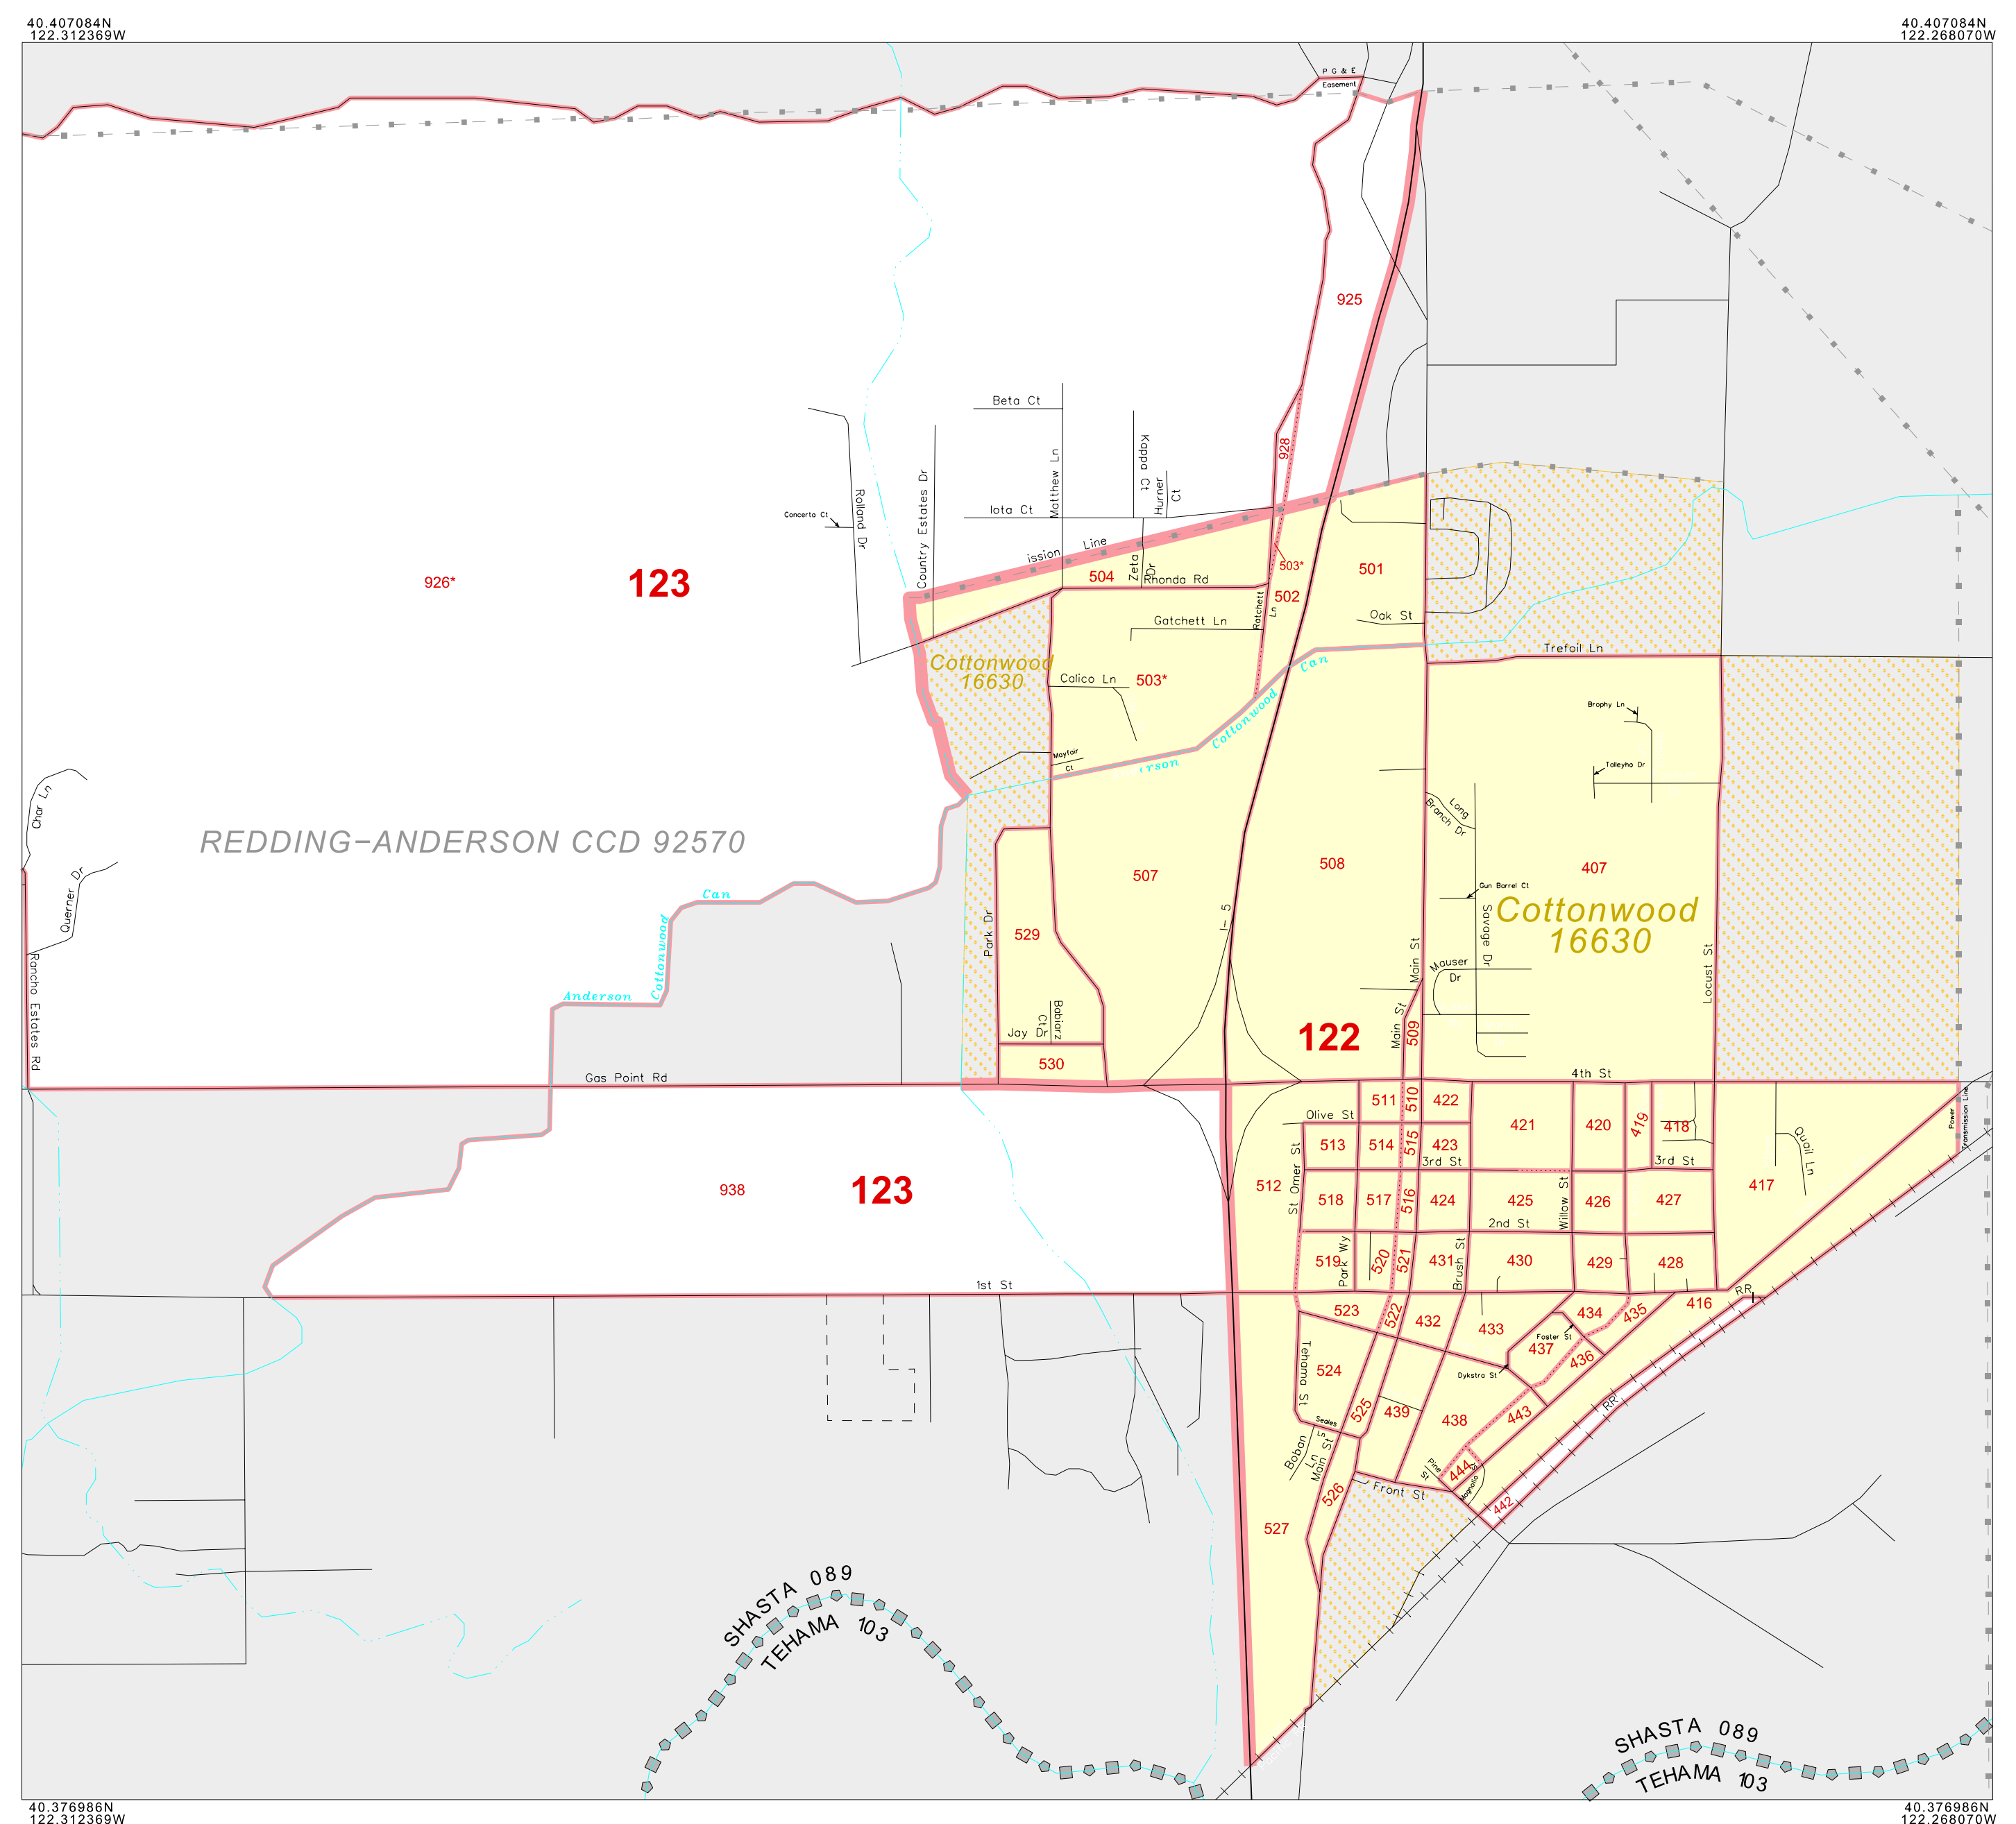 40.407084N
122.312369W
40.407084N
122.268070W
P G & E
Easement
925
Beta Ct
Kappa Ct
928
Matthew Ln
Hurner
Ct
Country Estates Dr
Rolland Dr
Iota Ct
Concerto Ct
ission Line
Zeta
Dr
503*
501
926*
123
504
Rhonda Rd
502
Ratchett
Ln
Gatchett Ln
Oak St
Trefoil Ln
Cottonwood
16630
Calico Ln
503*
Can
Cottonwood
rson
Mayfair
Ct
Brophy Ln
Talleyho Dr
Long
Branch Dr
Char Ln
REDDING-ANDERSON CCD 92570
Querner Dr
507
508
407
Gun Barrel Ct
Cottonwood
16630
Can
Cottonwood
Anderson
Park Dr
529
I- 5
Main St
Savage Dr
Mauser
Dr
Locust St
Rancho Estates Rd
Babiarz
Ct
Jay Dr
530
122
Main St
509
Gas Point Rd
4th St
Power
Transmission Line
511
510
422
Olive St
421
420
419
418
513
514
515
423
3rd St
3rd St
Quail Ln
938
123
512
St Omer St
518
517
516
424
425
Willow St
426
427
417
2nd St
519
Park Wy
520
521
431
Brush St
430
429
428
1st St
RR
523
522
432
433
434
435
416
Foster St
437
436
Dykstra St
Tehama St
524
525
439
438
443
RR
Seales
Ln
Boban
Ln
Main St
Pine
St
444
Magnolia
St
442
526
Front St
527
SHASTA 089
TEHAMA 103
SHASTA 089
TEHAMA 103
40.376986N
122.312369W
40.376986N
122.268070W